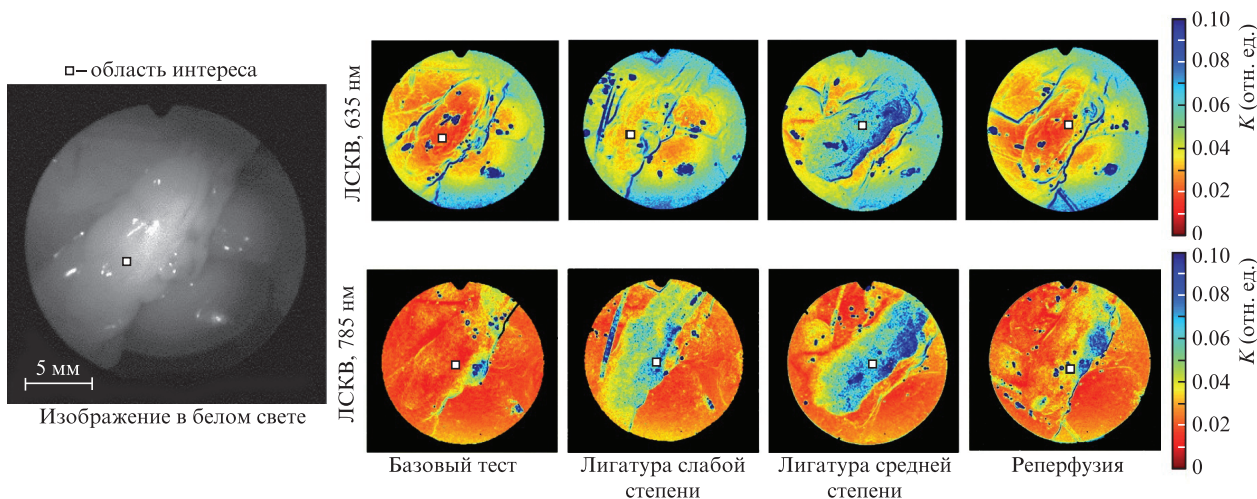 – область интереса
5 мм
Изображение в белом свете
ЛСКВ, 635 нм
0.10
0.08
0.06
0.04
0.02
0
K (отн. ед.)
ЛСКВ, 785 нм
0.10
0.08
0.06
0.04
0.02
0
K (отн. ед.)
Базовый тест
Лигатура слабой
степени
Лигатура средней
степени
Реперфузия